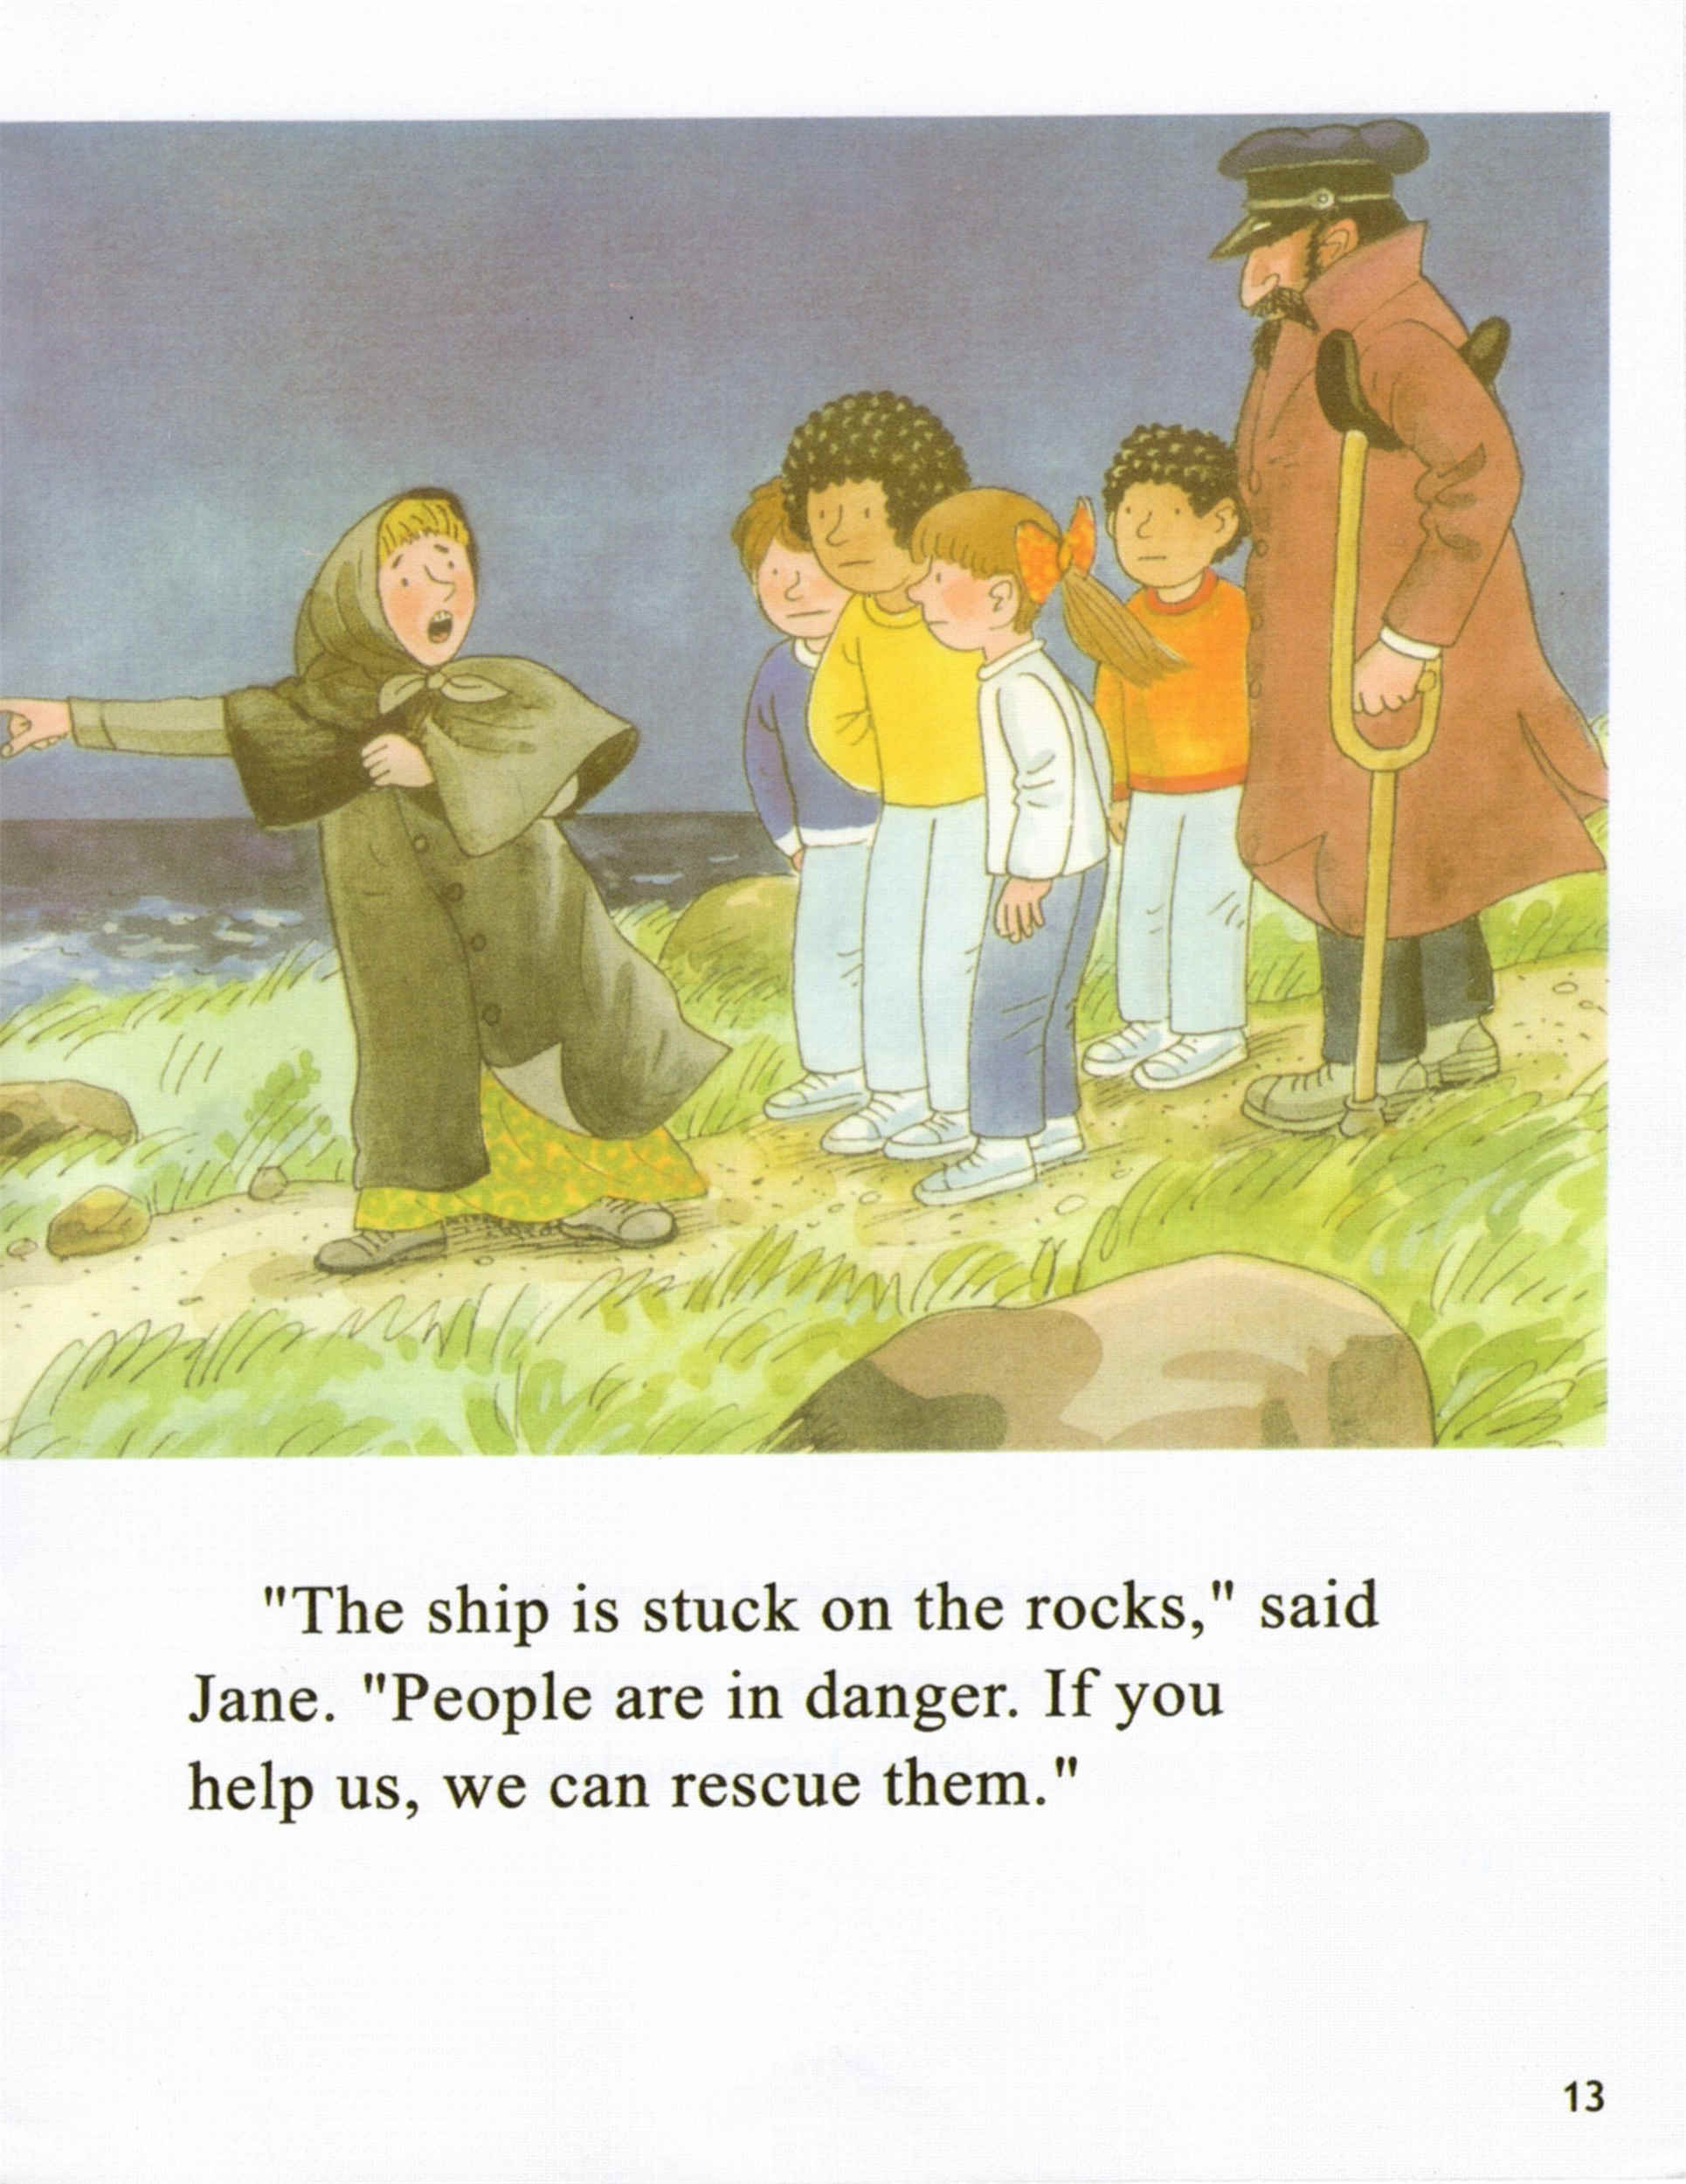 "The ship is stuck on the rocks," said
Jane. "People are in danger. If you
help us, we can rescue them."
13